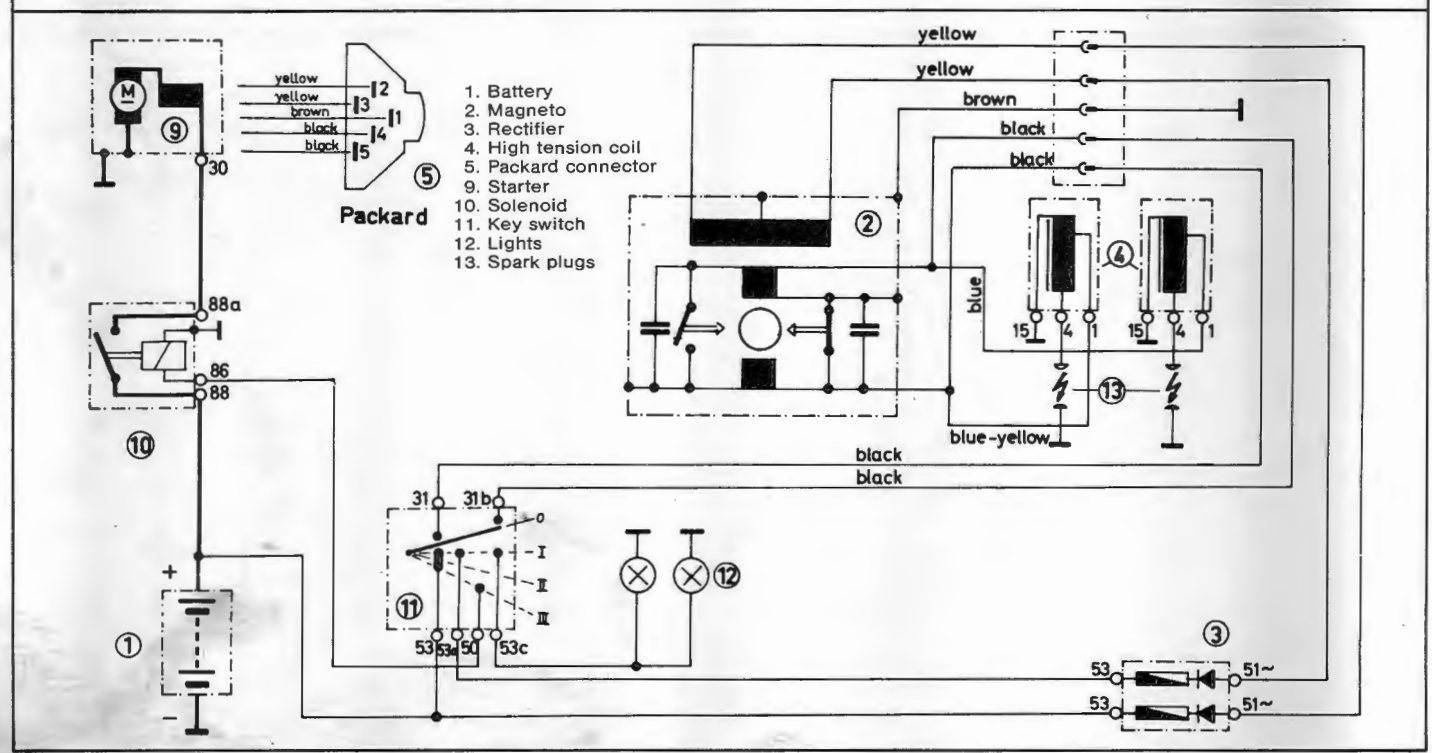 yellow
yellow
brown
black
black
M
9
30
yellow
yellow
brown
black
black
2
3
1
4
5
5
Packard
1. Battery
2. Magneto
3. Rectifier
4. High tension coil
5. Packard connector
9. Starter
10. Solenoid
11. Key switch
12. Lights
13. Spark plugs
2
blue
4
15 4 1
15 4 1
13
blue-yellow
88a
86
88
10
black
black
31 31b
0
I
II
III
11
53 53a 50 53c
12
+
1
-
3
53 51~
53 51~